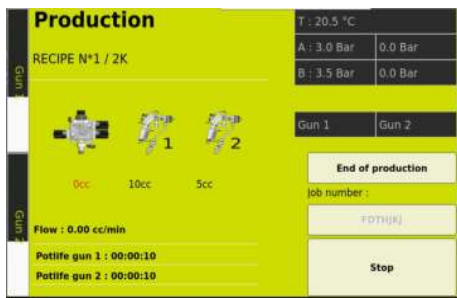 Production
RECIPE N*1 / 2K
T : 20.5 °C
A : 3.0 Bar 0.0 Bar
B : 3.5 Bar 0.0 Bar
Gun 1 Gun 2
Gun
Gun 2
1 2
0cc 10cc 5cc
Flow : 0.00 cc/min
Potlife gun 1 : 00:00:10
Potlife gun 2 : 00:00:10
End of production
Job number :
FDTHJKJ
Stop